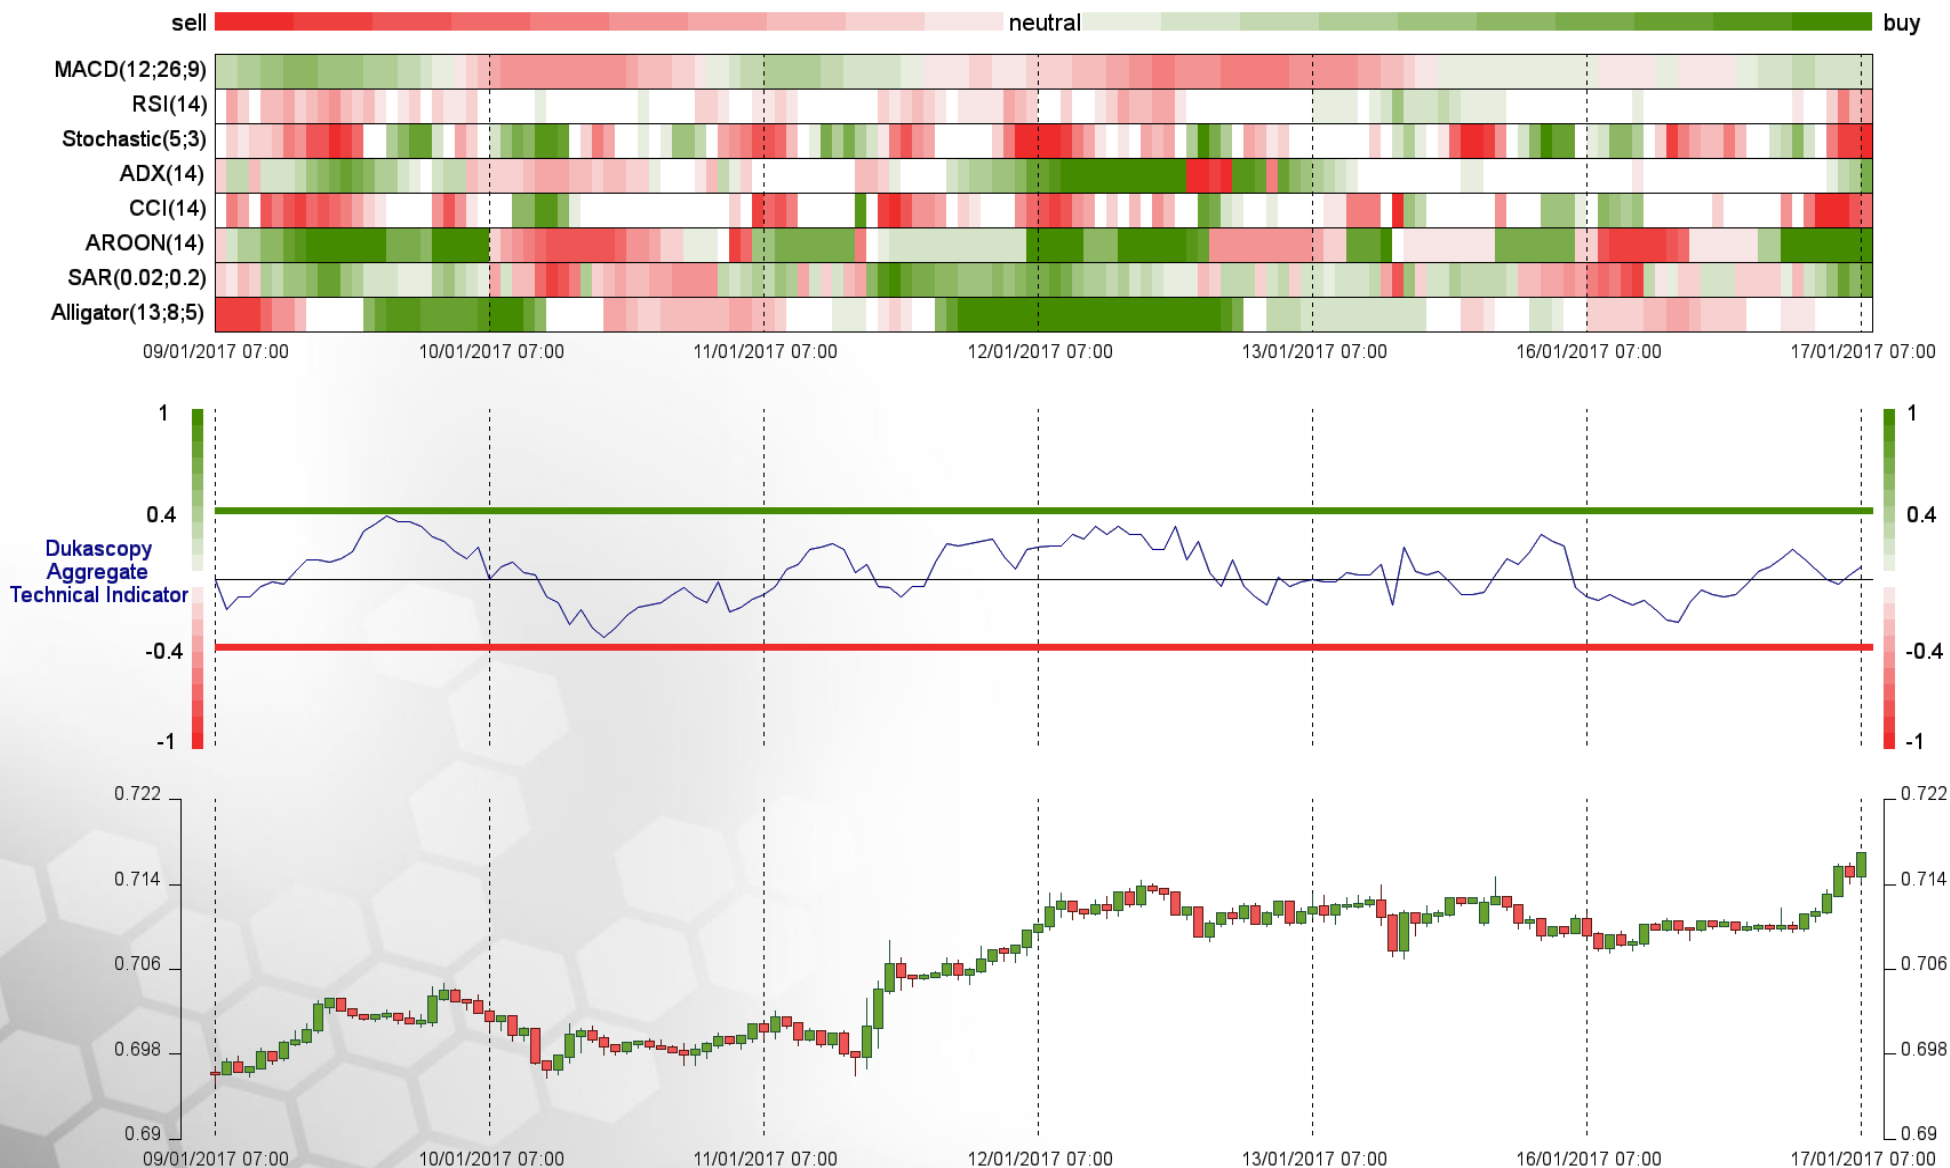 sell neutral buy
MACD(12;26;9)
RSI(14)
Stochastic(5;3)
ADX(14)
CCI(14)
AROON(14)
SAR(0.02;0.2)
Alligator(13;8;5)
09/01/2017 07:00 10/01/2017 07:00 11/01/2017 07:00 12/01/2017 07:00 13/01/2017 07:00 16/01/2017 07:00 17/01/2017 07:00
1 1
0.4 0.4
Dukascopy
Aggregate
Technical Indicator
-0.4 -0.4
-1 -1
0.722 0.722
0.714 0.714
0.706 0.706
0.698 0.698
0.69 0.69
09/01/2017 07:00 10/01/2017 07:00 11/01/2017 07:00 12/01/2017 07:00 13/01/2017 07:00 16/01/2017 07:00 17/01/2017 07:00